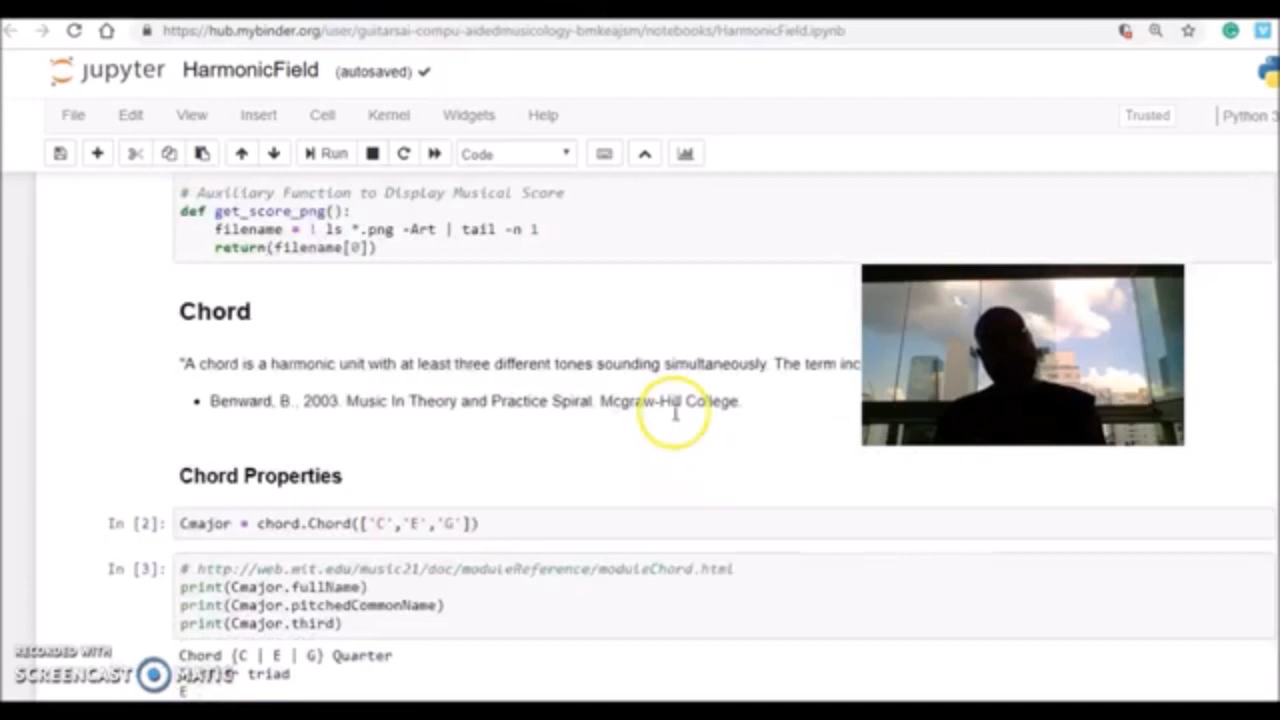 https://hub.mybinder.org/user/guitarsai-compu-aidedmusicology-bmkeajsm/notebooks/HarmonicField.ipynb
jupyter HarmonicField (autosaved)
File Edit View Insert Cell Kernel Widgets Help Trusted Python 3
Run Code
# Auxiliary Function to Display Musical Score
def get_score_png():
filename = ! ls *.png -Art | tail -n 1
return(filename[0])
Chord
"A chord is a harmonic unit with at least three different tones sounding simultaneously. The term inc
• Benward, B., 2003. Music In Theory and Practice Spiral. Mcgraw-Hill College.
Chord Properties
In [2]: Cmajor = chord.Chord(['C','E','G'])
In [3]: # http://web.mit.edu/music21/doc/moduleReference/moduleChord.html
print(Cmajor.fullName)
print(Cmajor.pitchedCommonName)
print(Cmajor.third)
Chord {C | E | G} Quarter
triad
E
RECORDED WITH
SCREENCAST MATIC